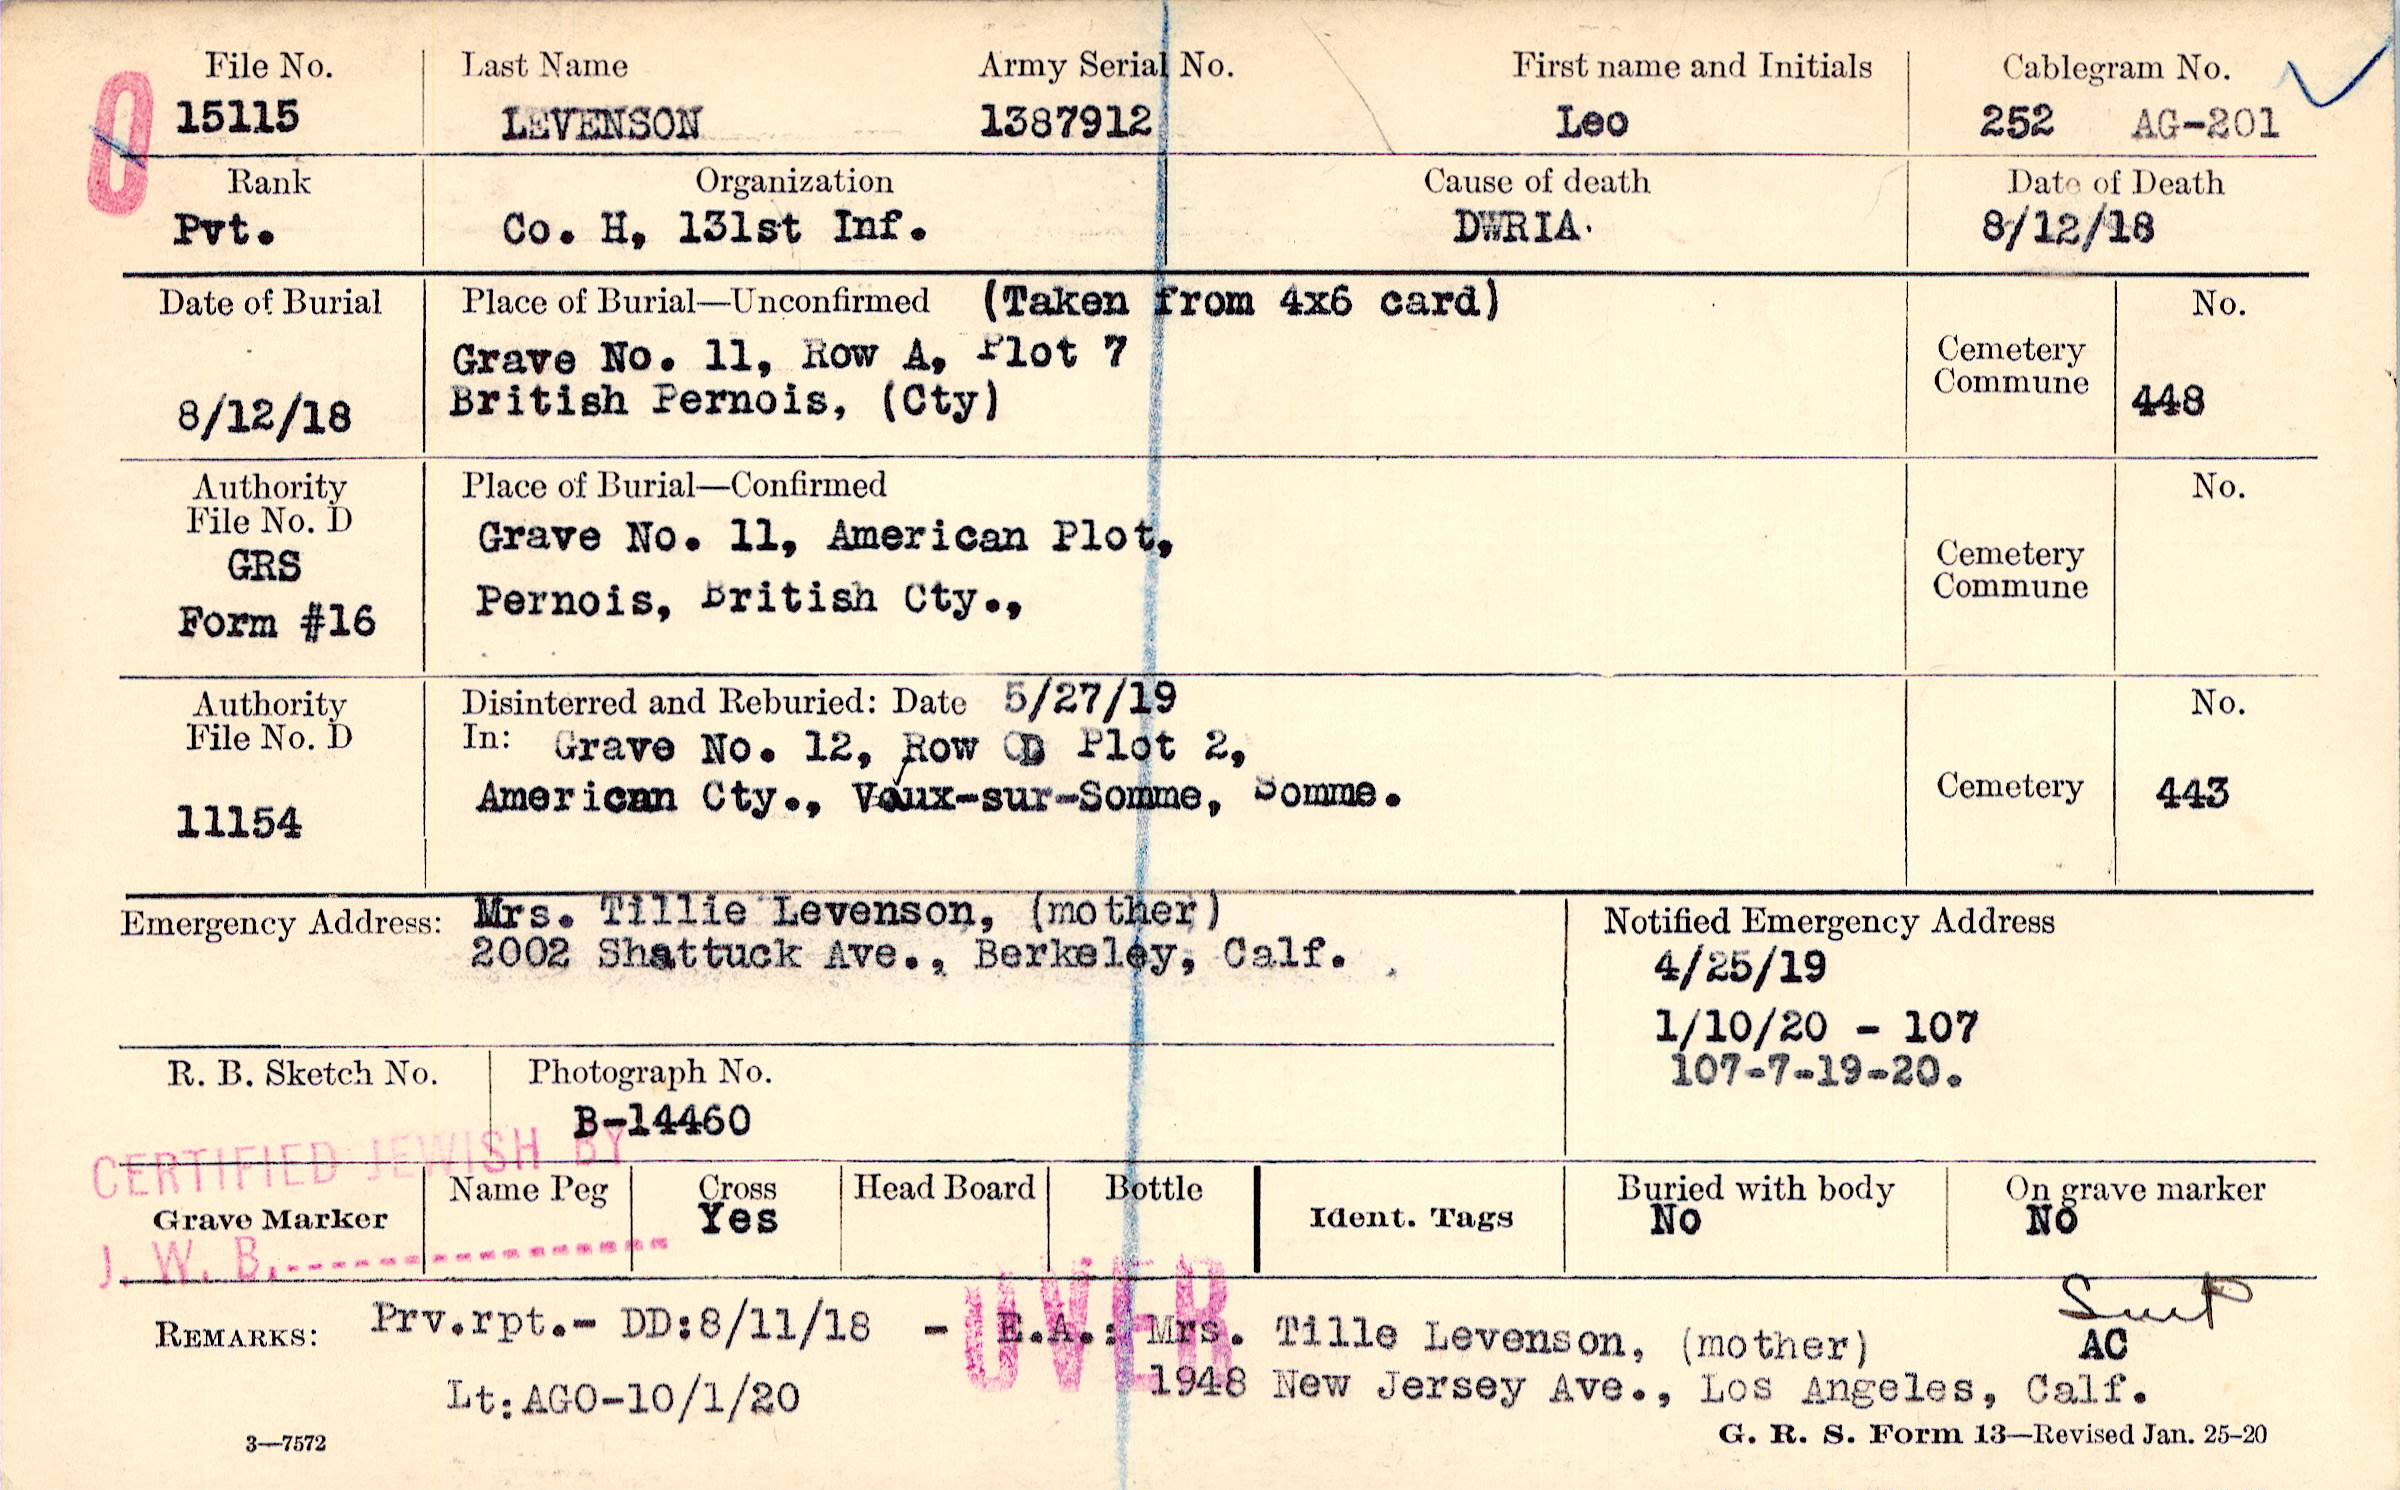 File No. Last Name Army Serial No. First name and Initials Cablegram No.
15115 LEVENSON 1387912 Leo 252 AG-201
Rank Organization Cause of death Date of Death
Pvt. Co. H, 131st Inf. DWRIA. 8/12/18
Date of Burial Place of Burial—Unconfirmed (Taken from 4x6 card) No.
Grave No. 11, Row A, Plot 7 Cemetery
8/12/18 British Pernois, (Cty) Commune 448
Authority Place of Burial—Confirmed No.
File No. D
GRS Grave No. 11, American Plot, Cemetery
Form #16 Pernois, British Cty., Commune
Authority Disinterred and Reburied: Date 5/27/19 No.
File No. D In: Grave No. 12, Row D Plot 2,
11154 American Cty., Vaux-sur-Somme, Somme. Cemetery 443
Emergency Address: Mrs. Tillie Levenson, (mother) Notified Emergency Address
2002 Shattuck Ave., Berkeley, Calf. 4/25/19
1/10/20 - 107
107-7-19-20.
R. B. Sketch No. Photograph No.
B-14460
CERTIFIED JEWISH BY
J. W. B.
Grave Marker Name Peg Cross Head Board Bottle Ident. Tags Buried with body On grave marker
Yes No No
OVER
REMARKS: Prv.rpt.- DD:8/11/18 - E.A.: Mrs. Tille Levenson, (mother) AC
Lt:AGO-10/1/20 1948 New Jersey Ave., Los Angeles, Calf.
3—7572 G. R. S. Form 13—Revised Jan. 25-20